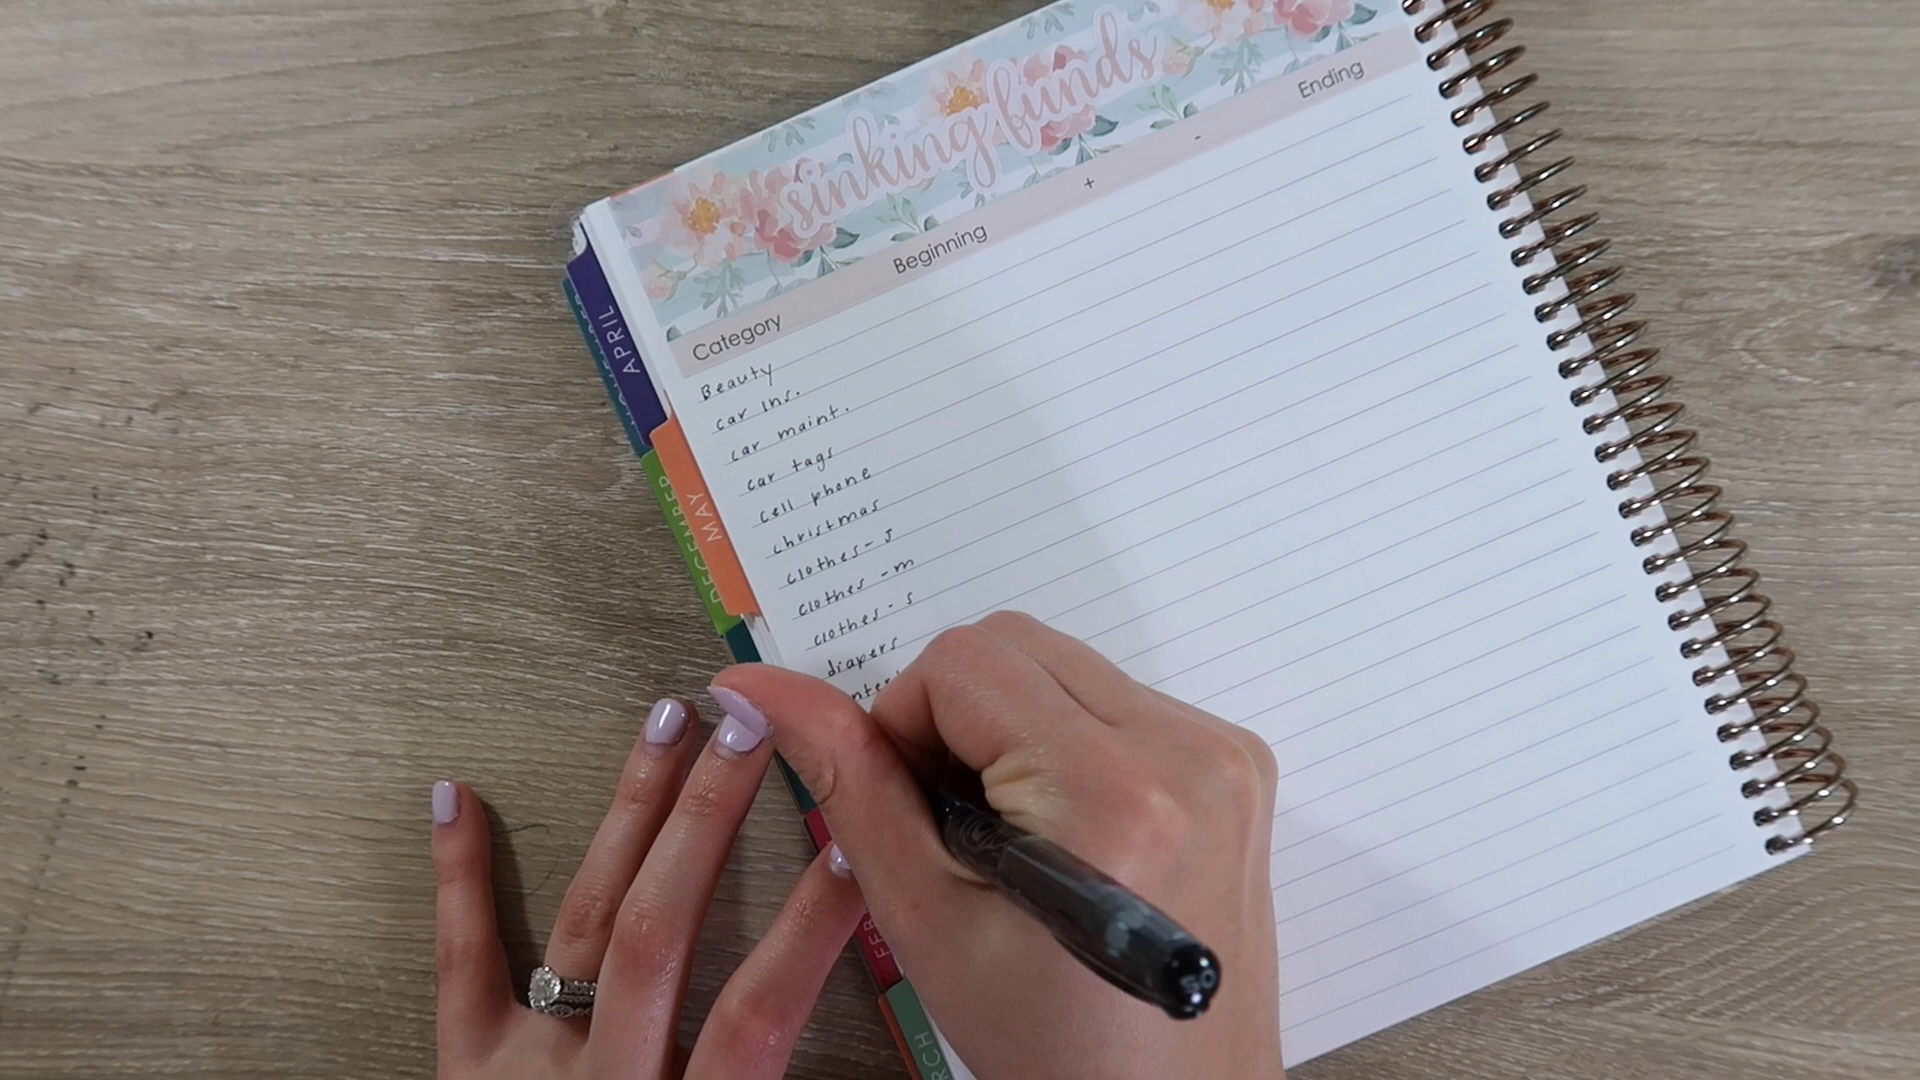 sinking funds
Category Beginning + - Ending
Beauty
car ins.
car maint.
car tags
cell phone
christmas
clothes - J
clothes - m
clothes - s
diapers
APRIL
MAY
DECEMBER